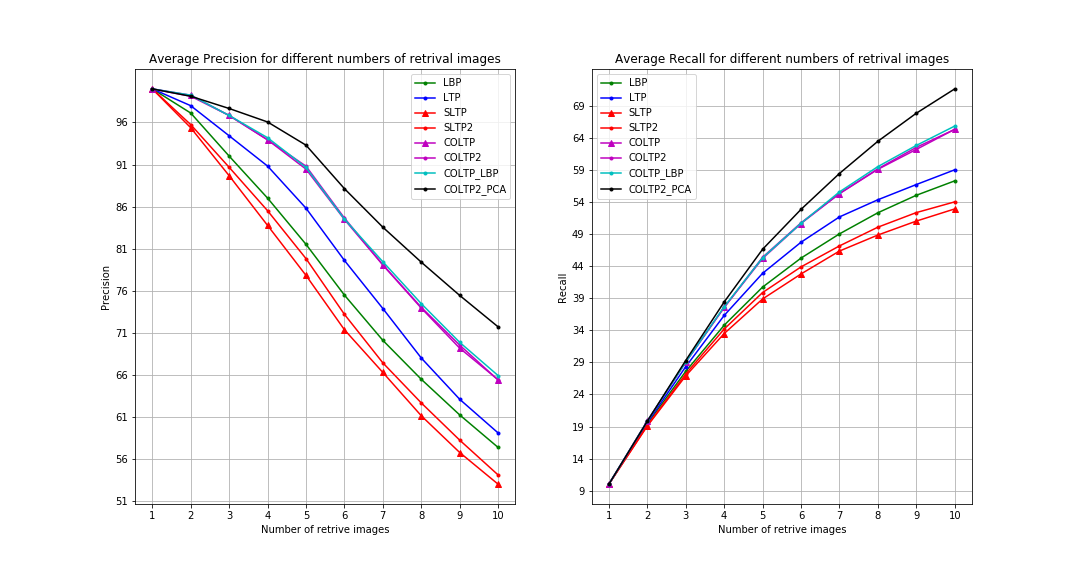 Average Precision for different numbers of retrival images
LBP
LTP
SLTP
SLTP2
COLTP
COLTP2
COLTP_LBP
COLTP2_PCA
96
91
86
81
76
71
66
61
56
51
Precision
1 2 3 4 5 6 7 8 9 10
Number of retrive images
Average Recall for different numbers of retrival images
LBP
LTP
SLTP
SLTP2
COLTP
COLTP2
COLTP_LBP
COLTP2_PCA
69
64
59
54
49
44
39
34
29
24
19
14
9
Recall
1 2 3 4 5 6 7 8 9 10
Number of retrive images